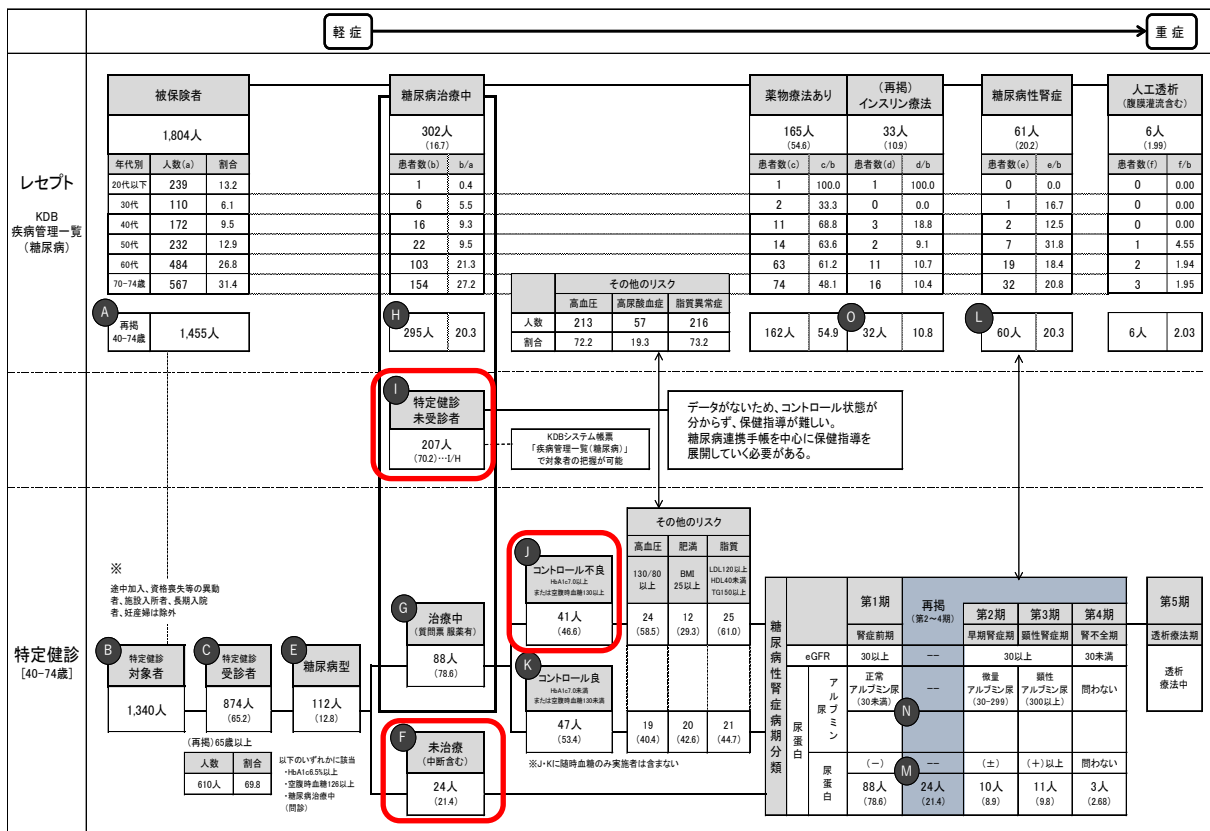 軽症
重症
レセプト
KDB
疾病管理一覧
(糖尿病)
被保険者
1,804人
年代別 人数(a) 割合
20代以下 239 13.2
30代 110 6.1
40代 172 9.5
50代 232 12.9
60代 484 26.8
70-74歳 567 31.4
A
再掲
40-74歳
1,455人
糖尿病治療中
302人
(16.7)
患者数(b) b/a
1 0.4
6 5.5
16 9.3
22 9.5
103 21.3
154 27.2
H
295人 20.3
その他のリスク
高血圧 高尿酸血症 脂質異常症
人数 213 57 216
割合 72.2 19.3 73.2
薬物療法あり
165人
(54.6)
患者数(c) c/b
1 100.0
2 33.3
11 68.8
14 63.6
63 61.2
74 48.1
162人 54.9
(再掲)
インスリン療法
33人
(10.9)
患者数(d) d/b
1 100.0
0 0.0
3 18.8
2 9.1
11 10.7
16 10.4
O
32人 10.8
糖尿病性腎症
61人
(20.2)
患者数(e) e/b
0 0.0
1 16.7
2 12.5
7 31.8
19 18.4
32 20.8
L
60人 20.3
人工透析
(腹膜灌流含む)
6人
(1.99)
患者数(f) f/b
0 0.00
0 0.00
0 0.00
1 4.55
2 1.94
3 1.95
6人 2.03
I
特定健診
未受診者
207人
(70.2)…I/H
KDBシステム帳票
「疾病管理一覧(糖尿病)」
で対象者の把握が可能
データがないため、コントロール状態が
分からず、保健指導が難しい。
糖尿病連携手帳を中心に保健指導を
展開していく必要がある。
特定健診
[40-74歳]
※
途中加入、資格喪失等の異動
者、施設入所者、長期入院
者、妊産婦は除外
B
特定健診
対象者
1,340人
C
特定健診
受診者
874人
(65.2)
(再掲)65歳以上
人数 割合
610人 69.8
E
糖尿病型
112人
(12.8)
以下のいずれかに該当
・HbA1c6.5%以上
・空腹時血糖126以上
・糖尿病治療中
(問診)
G
治療中
(質問票 服薬有)
88人
(78.6)
F
未治療
(中断含む)
24人
(21.4)
J
コントロール不良
HbA1c7.0以上
または空腹時血糖130以上
41人
(46.6)
K
コントロール良
HbA1c7.0未満
または空腹時血糖130未満
47人
(53.4)
※J・Kに随時血糖のみ実施者は含まない
その他のリスク
高血圧 肥満 脂質
130/80
以上
BMI
25以上
LDL120以上
HDL40未満
TG150以上
24 12 25
(58.5) (29.3) (61.0)
19 20 21
(40.4) (42.6) (44.7)
糖尿病性腎症病期分類
第1期
再掲
(第2~4期)
第2期 第3期 第4期
第5期
腎症前期 早期腎症期 顕性腎症期 腎不全期 透析療法期
eGFR 30以上 -- 30以上 30未満
尿蛋白
アルブミン尿
正常
アルブミン尿
(30未満)
--
微量
アルブミン尿
(30-299)
顕性
アルブミン尿
(300以上)
問わない
透析
療法中
N
尿蛋白
(-) -- (±) (+)以上 問わない
M
88人 24人 10人 11人 3人
(78.6) (21.4) (8.9) (9.8) (2.68)